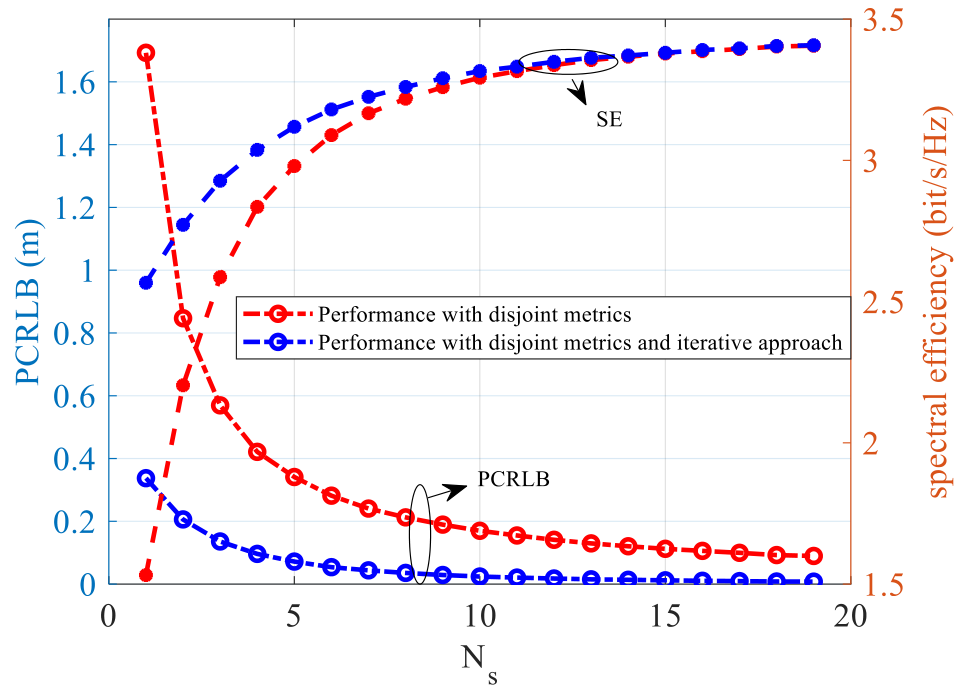 PCRLB (m)
1.6
1.4
1.2
1
0.8
0.6
0.4
0.2
0
3.5
3
2.5
2
1.5
spectral efficiency (bit/s/Hz)
SE
Performance with disjoint metrics
Performance with disjoint metrics and iterative approach
PCRLB
0 5 10 15 20
N_s